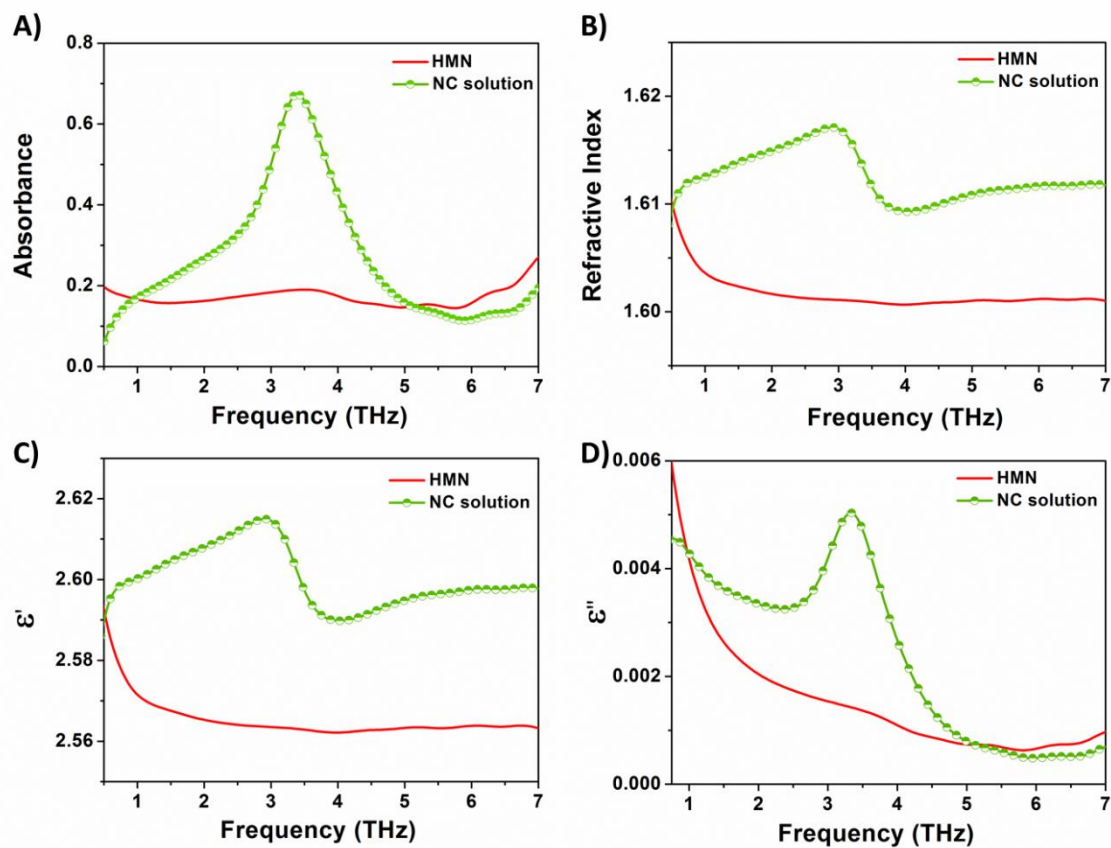 A)
0.8
0.6
0.4
0.2
0.0
Absorbance
HMN
NC solution
1 2 3 4 5 6 7
Frequency (THz)
B)
1.62
1.61
1.60
Refractive Index
HMN
NC solution
1 2 3 4 5 6 7
Frequency (THz)
C)
2.62
2.60
2.58
2.56
ε'
HMN
NC solution
1 2 3 4 5 6 7
Frequency (THz)
D)
0.006
0.004
0.002
0.000
ε"
HMN
NC solution
1 2 3 4 5 6 7
Frequency (THz)